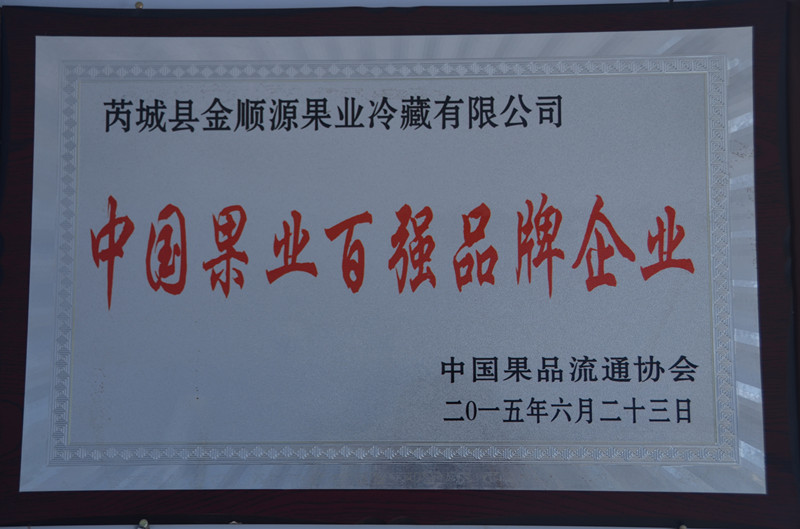 芮城县金顺源果业冷藏有限公司
中国果业百强品牌企业
中国果品流通协会
二0一五年六月二十三日